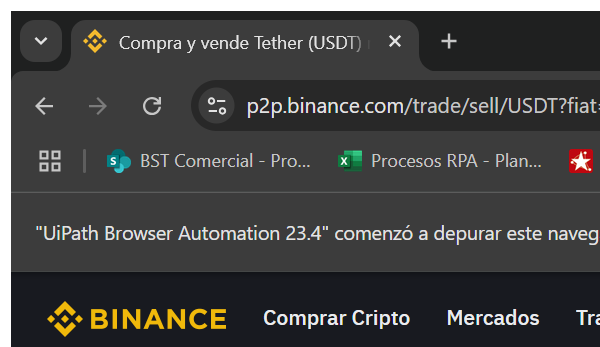 Compra y vende Tether (USDT)
p2p.binance.com/trade/sell/USDT?fiat=
BST Comercial - Pro... Procesos RPA - Plan...
"UiPath Browser Automation 23.4" comenzó a depurar este naveg
BINANCE Comprar Cripto Mercados Tra